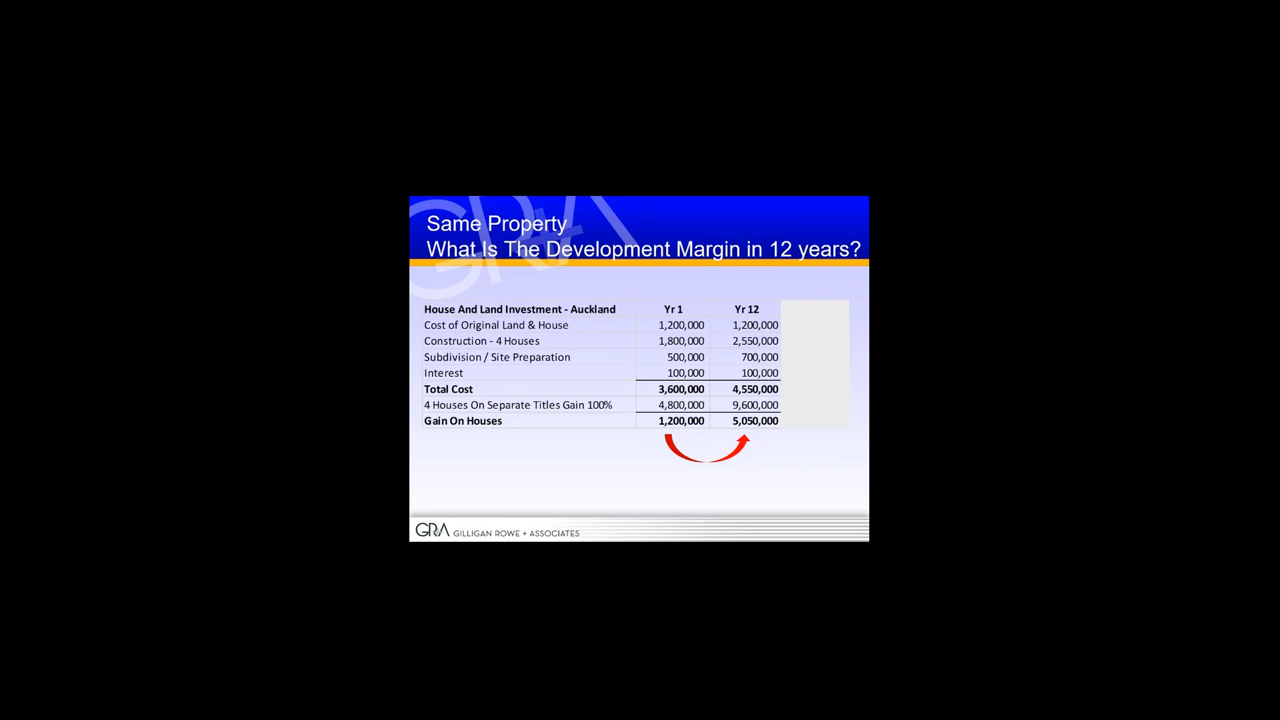 Same Property
What Is The Development Margin in 12 years?
House And Land Investment - Auckland Yr 1 Yr 12
Cost of Original Land & House 1,200,000 1,200,000
Construction - 4 Houses 1,800,000 2,550,000
Subdivision / Site Preparation 500,000 700,000
Interest 100,000 100,000
Total Cost 3,600,000 4,550,000
4 Houses On Separate Titles Gain 100% 4,800,000 9,600,000
Gain On Houses 1,200,000 5,050,000
GRA GILLIGAN ROWE + ASSOCIATES